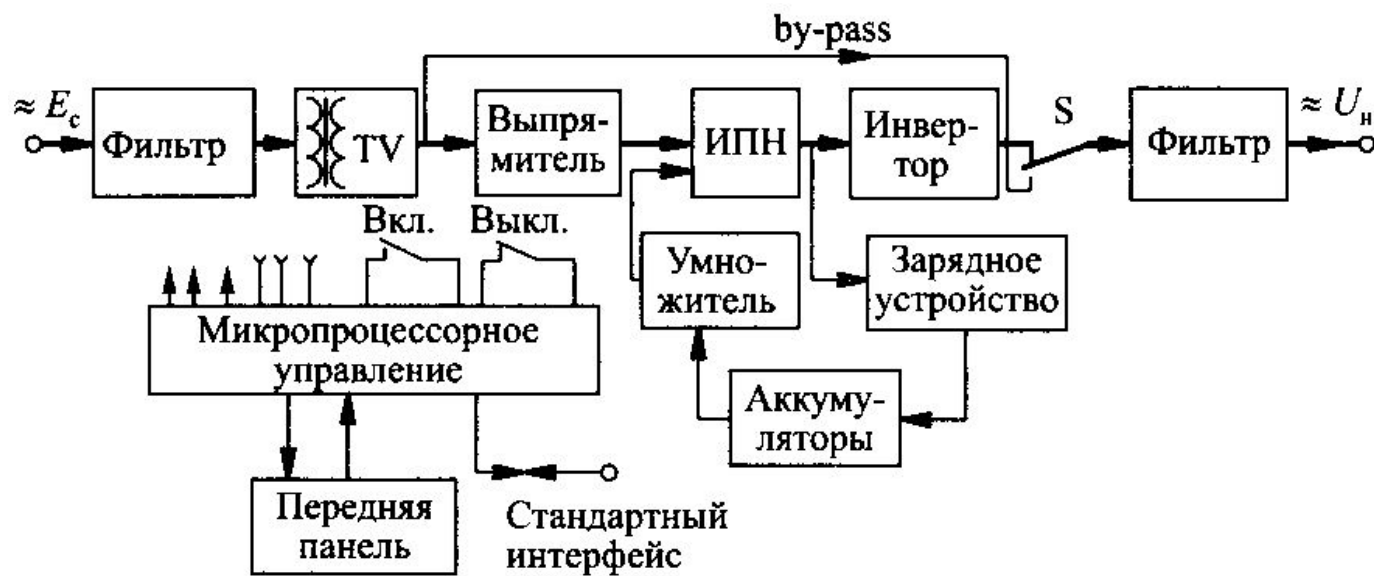 by-pass
≈ Eс
Фильтр
TV
Выпря-
митель
ИПН
Инвер-
тор
S
Фильтр
≈ Uн
Вкл.
Выкл.
Умно-
житель
Зарядное
устройство
Микропроцессорное
управление
Аккуму-
ляторы
Передняя
панель
Стандартный
интерфейс